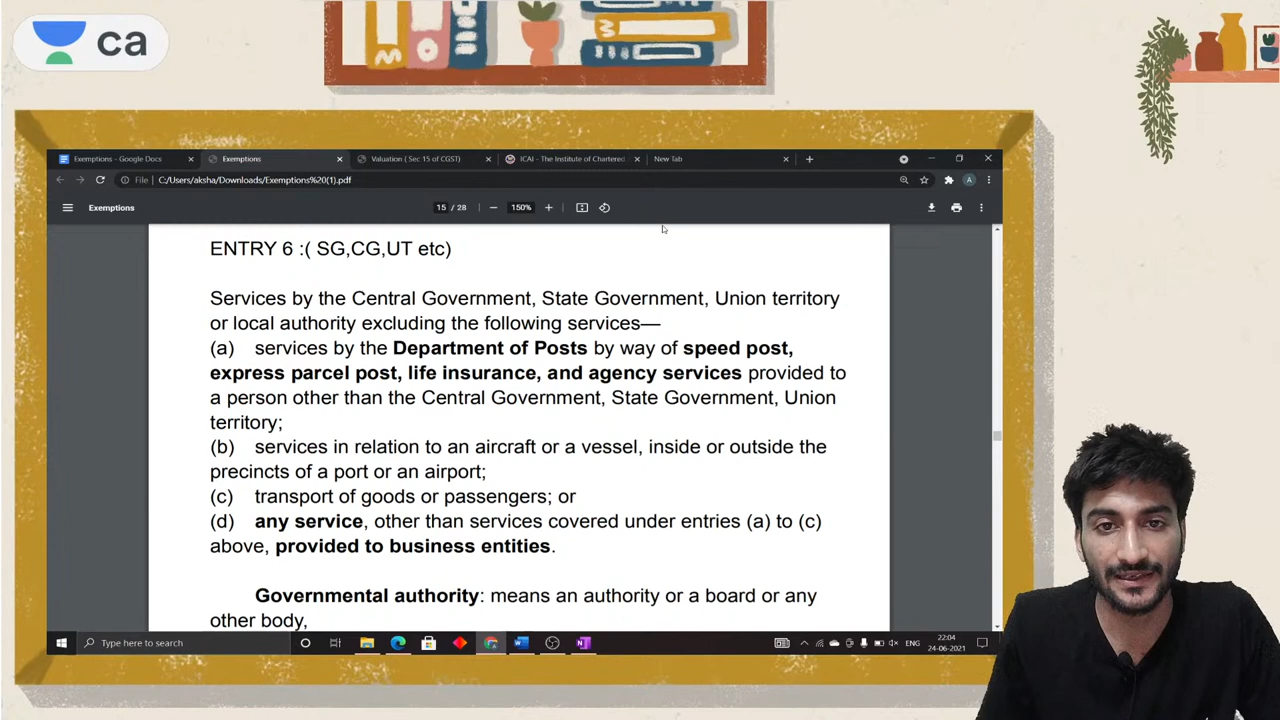 ca
Exemptions - Google Docs
Exemptions
Valuation ( Sec 15 of CGST)
ICAI - The Institute of Chartered
New Tab
File
C:/Users/aksha/Downloads/Exemptions%20(1).pdf
A
Exemptions
15 / 28
150%
ENTRY 6 :( SG,CG,UT etc)
Services by the Central Government, State Government, Union territory
or local authority excluding the following services—
(a) services by the Department of Posts by way of speed post,
express parcel post, life insurance, and agency services provided to
a person other than the Central Government, State Government, Union
territory;
(b) services in relation to an aircraft or a vessel, inside or outside the
precincts of a port or an airport;
(c) transport of goods or passengers; or
(d) any service, other than services covered under entries (a) to (c)
above, provided to business entities.
Governmental authority: means an authority or a board or any
other body,
Type here to search
ENG
22:04
24-06-2021